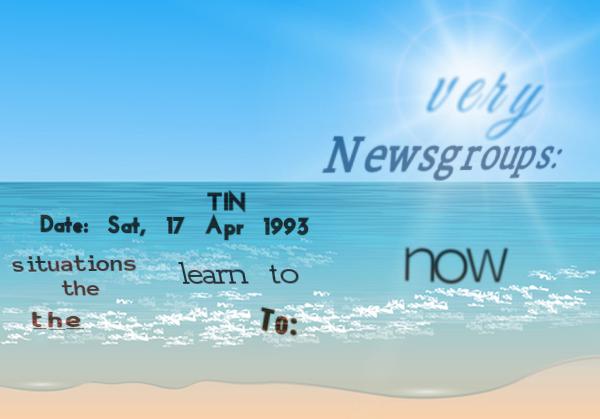 very
Newsgroups:
TIN
Date: Sat, 17 Apr 1993
situations
the
learn to
now
the
To: